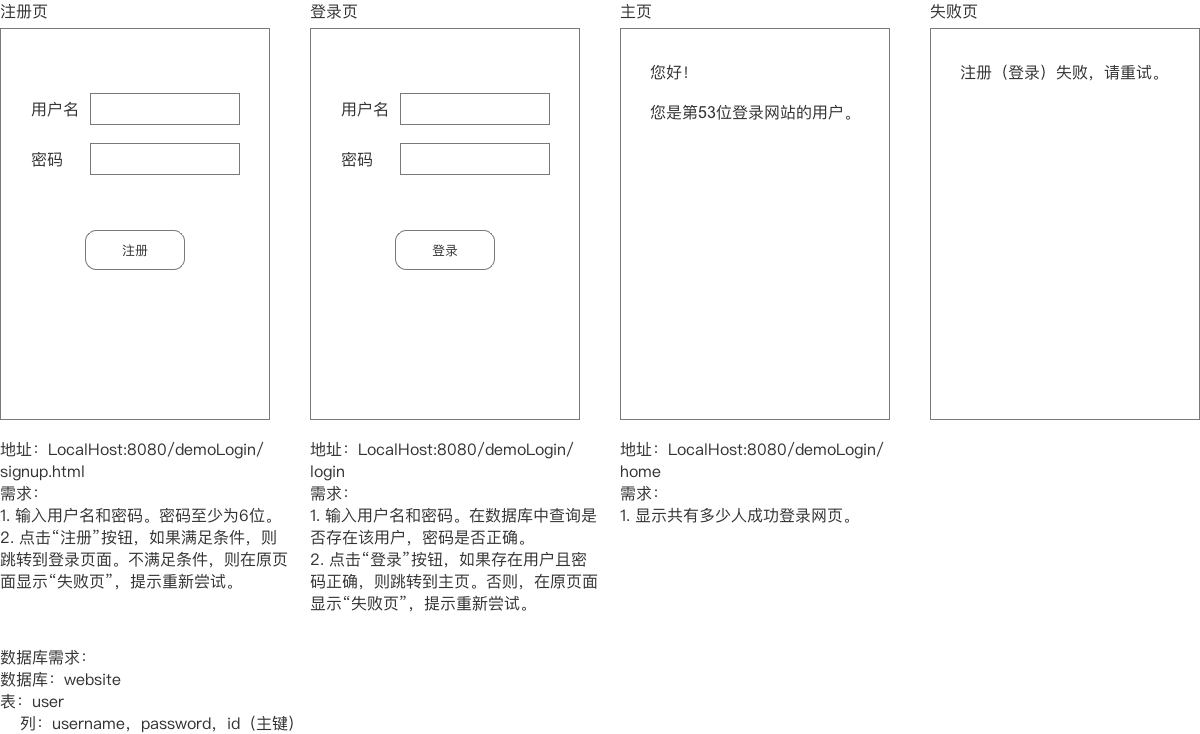 注册页
用户名
密码
注册
地址：LocalHost:8080/demoLogin/
signup.html
需求：
1. 输入用户名和密码。密码至少为6位。
2. 点击“注册”按钮，如果满足条件，则
跳转到登录页面。不满足条件，则在原页
面显示“失败页”，提示重新尝试。
登录页
用户名
密码
登录
地址：LocalHost:8080/demoLogin/
login
需求：
1. 输入用户名和密码。在数据库中查询是
否存在该用户，密码是否正确。
2. 点击“登录”按钮，如果存在用户且密
码正确，则跳转到主页。否则，在原页面
显示“失败页”，提示重新尝试。
主页
您好！
您是第53位登录网站的用户。
地址：LocalHost:8080/demoLogin/
home
需求：
1. 显示共有多少人成功登录网页。
失败页
注册（登录）失败，请重试。
数据库需求：
数据库：website
表：user
列：username，password，id（主键）